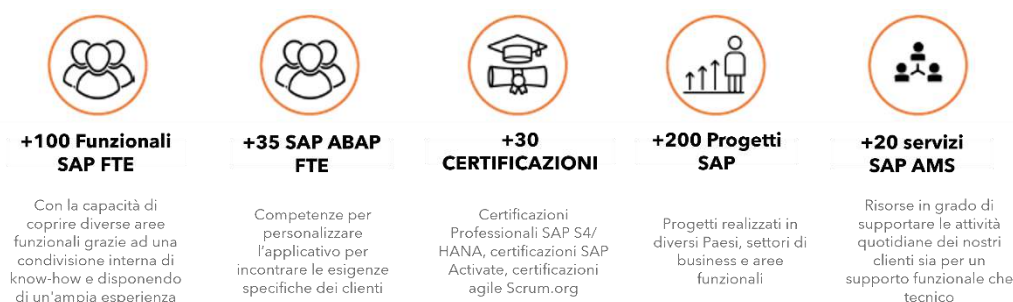 +100 Funzionali
SAP FTE
Con la capacità di
coprire diverse aree
funzionali grazie ad una
condivisione interna di
know-how e disponendo
di un'ampia esperienza
+35 SAP ABAP
FTE
Competenze per
personalizzare
l'applicativo per
incontrare le esigenze
specifiche dei clienti
+30
CERTIFICAZIONI
Certificazioni
Professionali SAP S4/
HANA, certificazioni SAP
Activate, certificazioni
agile Scrum.org
+200 Progetti
SAP
Progetti realizzati in
diversi Paesi, settori di
business e aree
funzionali
+20 servizi
SAP AMS
Risorse in grado di
supportare le attività
quotidiane dei nostri
clienti sia per un
supporto funzionale che
tecnico